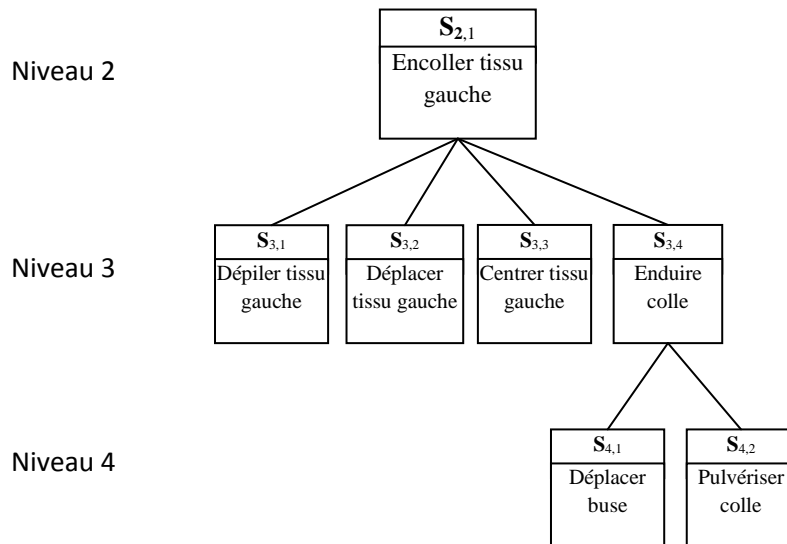 S2,1
Niveau 2
Encoller tissu
gauche
Niveau 3
S3,1
Dépiler tissu
gauche
S3,2
Déplacer
tissu gauche
S3,3
Centrer tissu
gauche
S3,4
Enduire
colle
Niveau 4
S4,1
Déplacer
buse
S4,2
Pulvériser
colle